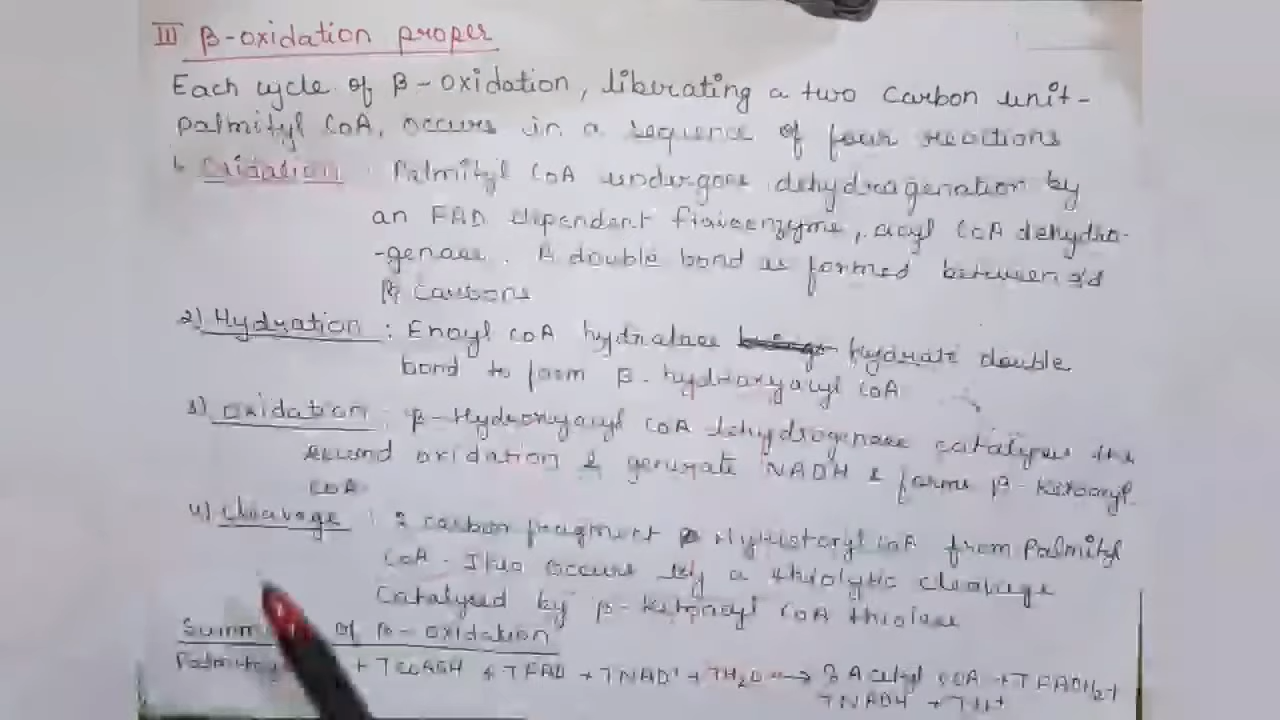 III β-oxidation proper
Each cycle of β-oxidation, liberating a two carbon unit-
palmityl CoA, occurs in a sequence of four reactions
1. Oxidation : Palmityl CoA undergoes dehydrogenation by
an FAD dependent flavoenzyme, acyl CoA dehydro-
-genase. A double bond is formed between
β carbons
2) Hydration : Enoyl CoA hydratase hydrate double
bond to form β-hydroxyacyl CoA
3) Oxidation : β-Hydroxyacyl CoA dehydrogenase catalyses the
second oxidation & generate NADH & forms β-Ketoacyl
CoA
4) Cleavage : 2 carbon fragment from Palmityl
CoA. This occurs by a thiolytic cleavage
Catalysed by β-Ketoacyl CoA thiolase
of β-oxidation
+ 7 CoASH + 7 FAD + 7 NAD+ + 7H2O → 8 Acetyl CoA + 7 FADH2 +
7 NADH + 7H+